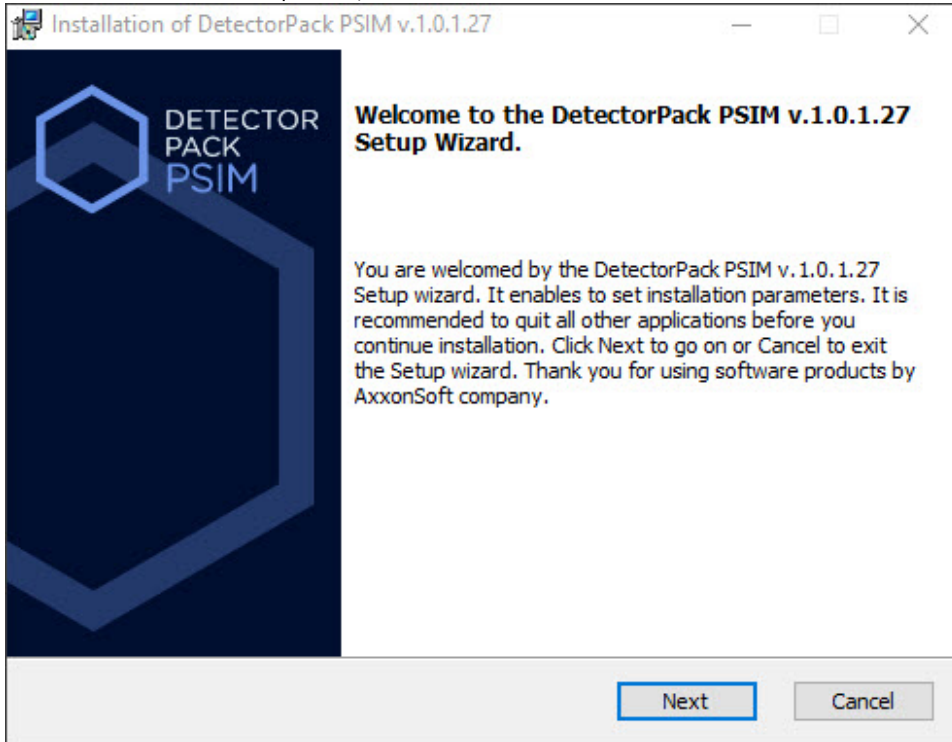 Installation of DetectorPack PSIM v.1.0.1.27
DETECTOR
PACK
PSIM
Welcome to the DetectorPack PSIM v.1.0.1.27
Setup Wizard.
You are welcomed by the DetectorPack PSIM v.1.0.1.27
Setup wizard. It enables to set installation parameters. It is
recommended to quit all other applications before you
continue installation. Click Next to go on or Cancel to exit
the Setup wizard. Thank you for using software products by
AxxonSoft company.
Next
Cancel